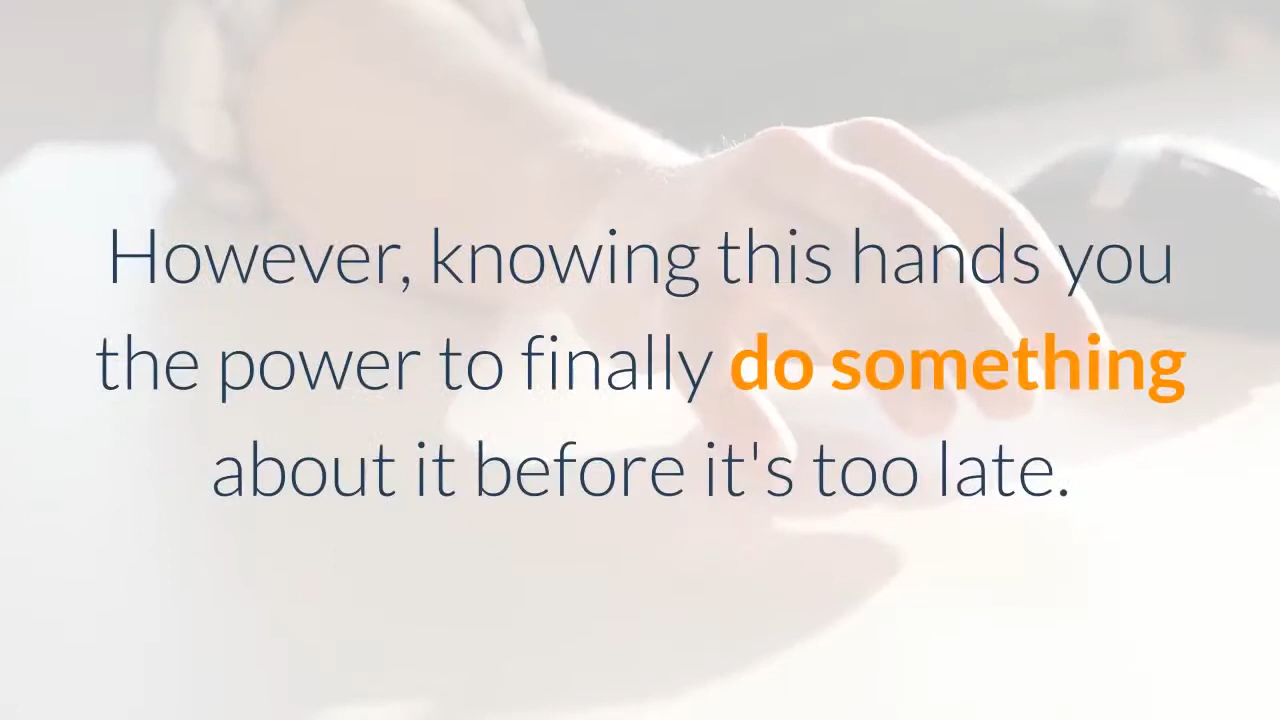 However, knowing this hands you
the power to finally do something
about it before it's too late.